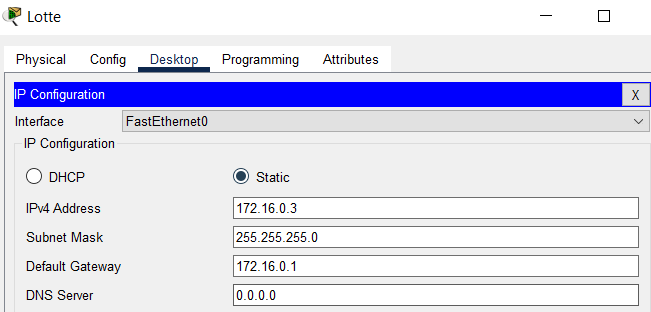 Lotte
Physical Config Desktop Programming Attributes
IP Configuration X
Interface FastEthernet0
IP Configuration
DHCP Static
IPv4 Address 172.16.0.3
Subnet Mask 255.255.255.0
Default Gateway 172.16.0.1
DNS Server 0.0.0.0